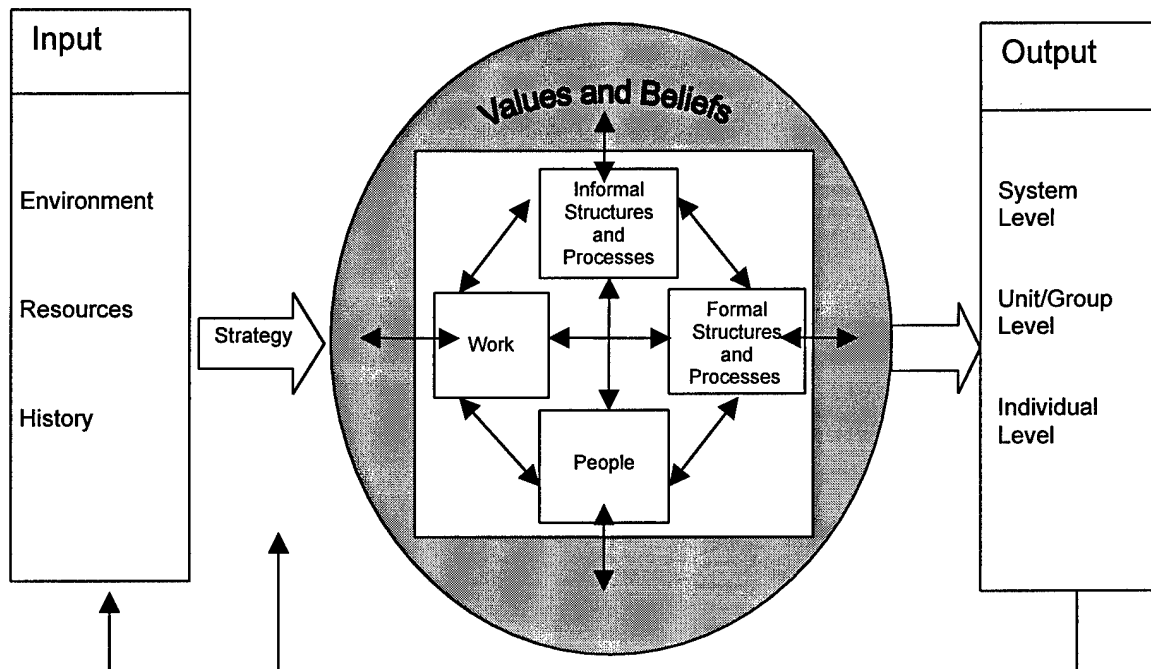 Input
Environment
Resources
History
Strategy
Values and Beliefs
Informal
Structures
and
Processes
Work
Formal
Structures
and
Processes
People
Output
System
Level
Unit/Group
Level
Individual
Level